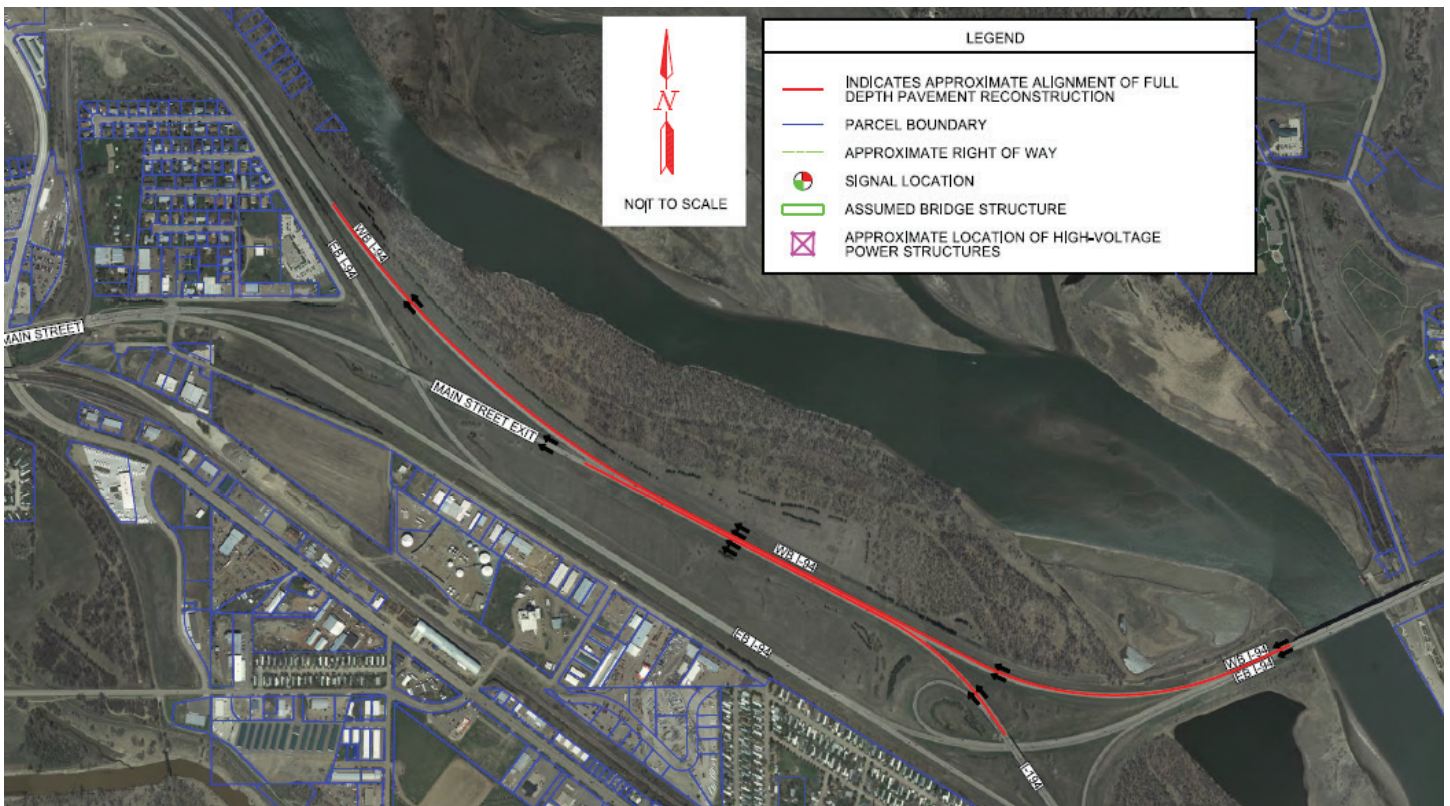 N
NOT TO SCALE
LEGEND
INDICATES APPROXIMATE ALIGNMENT OF FULL
DEPTH PAVEMENT RECONSTRUCTION
PARCEL BOUNDARY
APPROXIMATE RIGHT OF WAY
SIGNAL LOCATION
ASSUMED BRIDGE STRUCTURE
APPROXIMATE LOCATION OF HIGH-VOLTAGE
POWER STRUCTURES
WB I-94
EB I-94
MAIN STREET
MAIN STREET EXIT
WB I-94
EB I-94
WB I-94
EB I-94
I-194